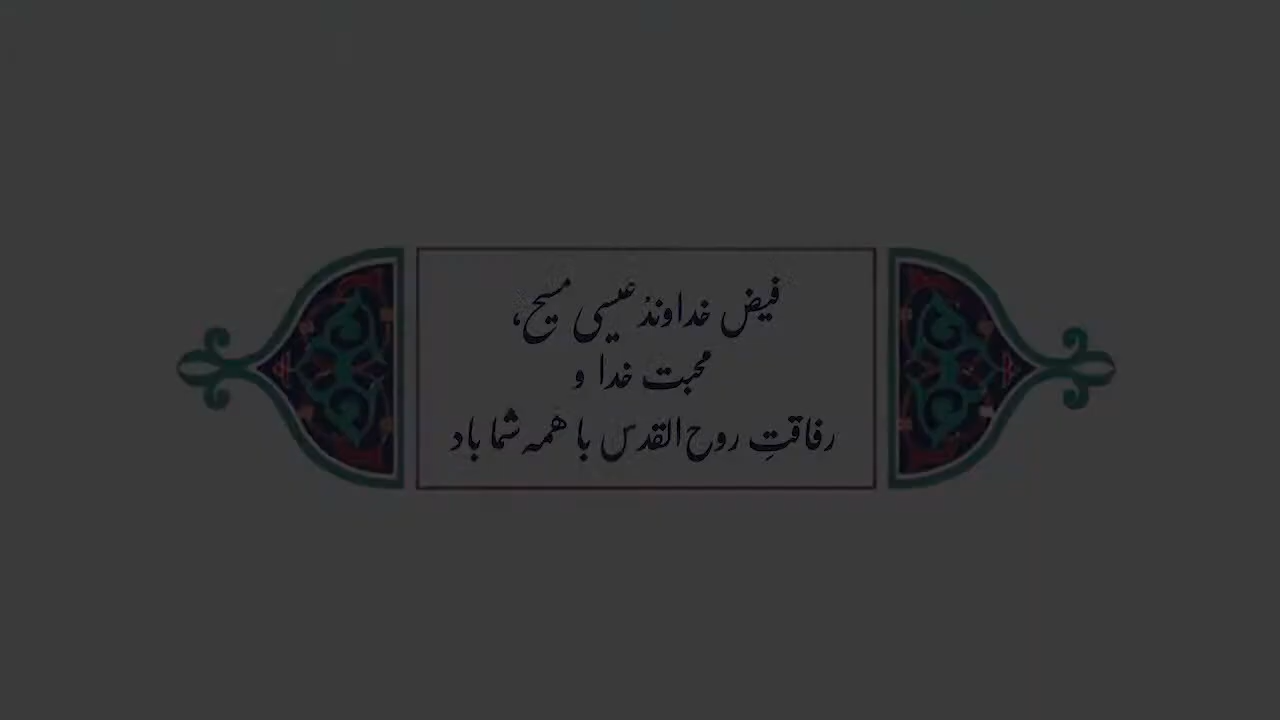 فیض خداوندْ عیسی مسیح،
محبت خدا و
رفاقتِ روح‌القدس با همه شما باد